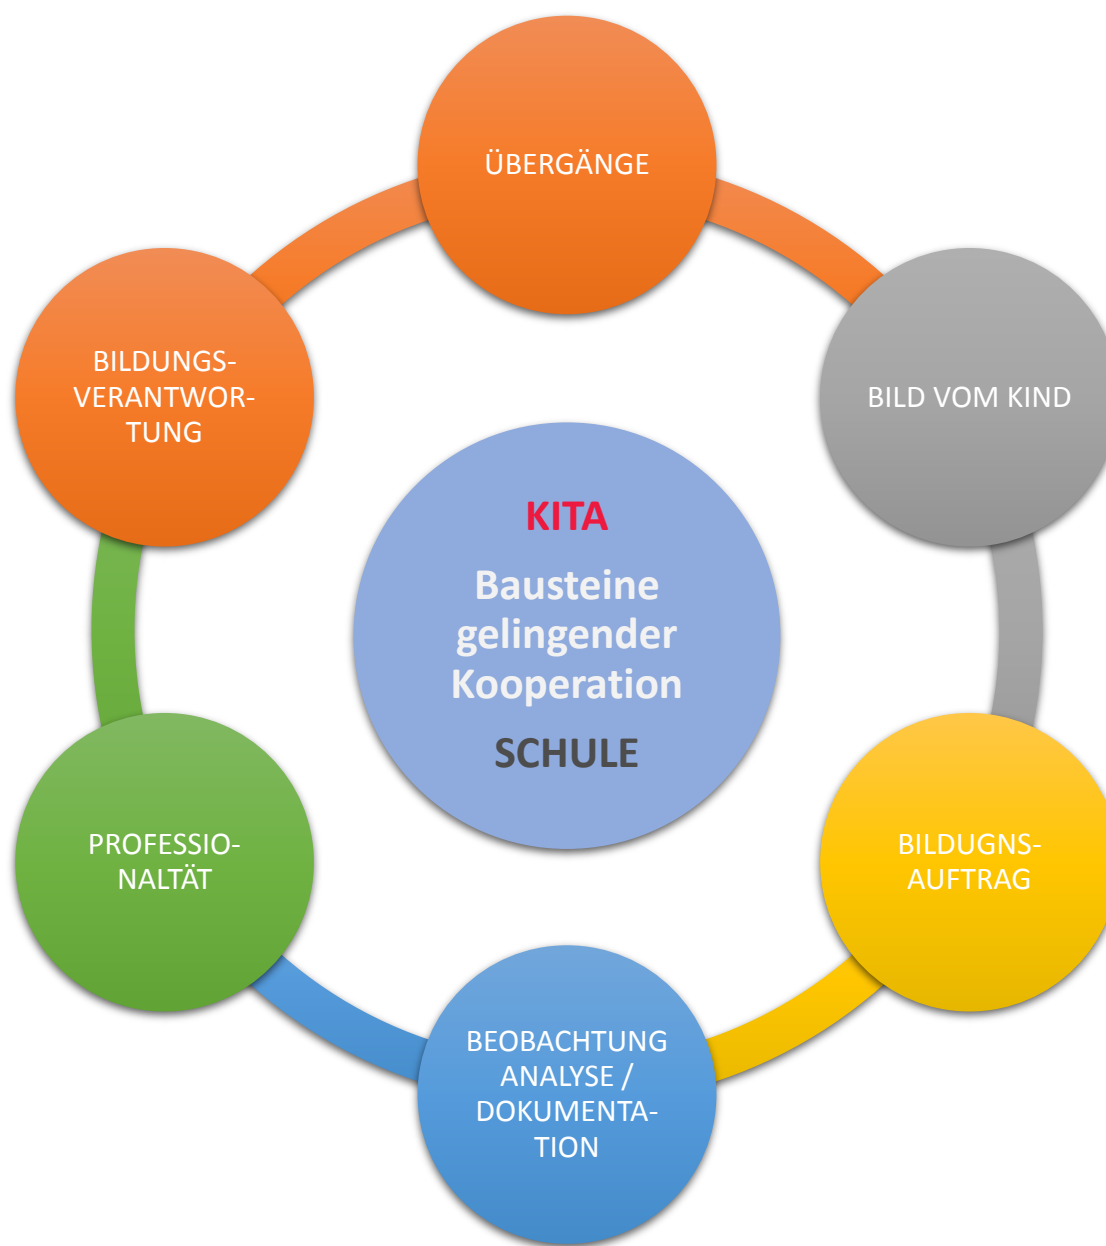 ÜBERGÄNGE
BILD VOM KIND
BILDUGNS-
AUFTRAG
BEOBACHTUNG
ANALYSE /
DOKUMENTA-
TION
PROFESSIO-
NALTÄT
BILDUNGS-
VERANTWOR-
TUNG
KITA
Bausteine
gelingender
Kooperation
SCHULE